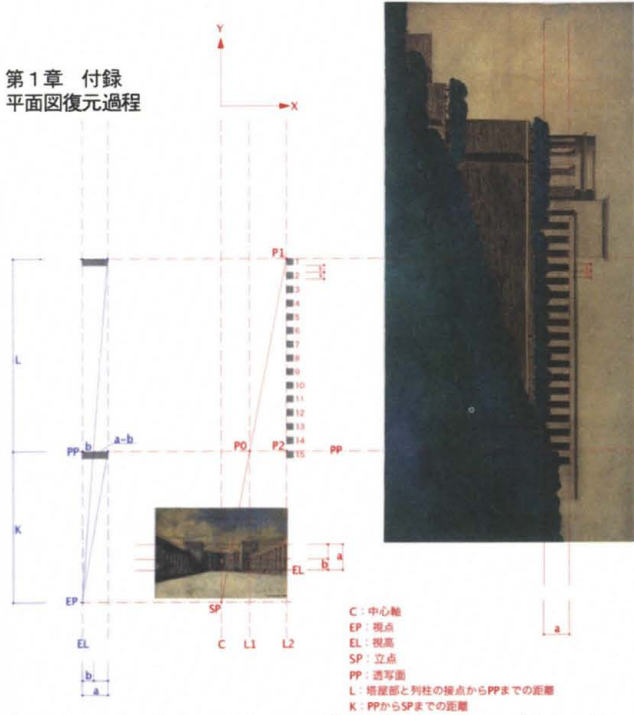 第1章 付録
平面図復元過程
Y
X
P1
1
2
3
4
5
6
7
8
9
10
11
12
13
14
15
L
PP
b
a-b
P0
P2
PP
K
EL
b
a
EP
SP
EL
C
L1
L2
b
a
a
C：中心軸
EP：視点
EL：視高
SP：立点
PP：透写面
L：塔屋部と列柱の接点からPPまでの距離
K：PPからSPまでの距離